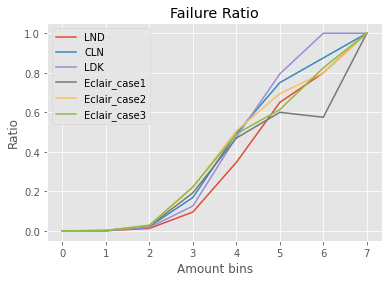 Failure Ratio
1.0
0.8
0.6
0.4
0.2
0.0
Ratio
LND
CLN
LDK
Eclair_case1
Eclair_case2
Eclair_case3
0 1 2 3 4 5 6 7
Amount bins